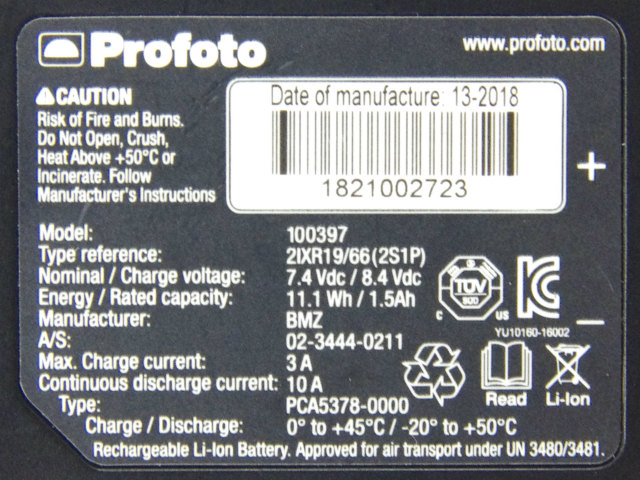 Profoto
www.profoto.com
CAUTION
Risk of Fire and Burns.
Do Not Open, Crush,
Heat Above +50°C or
Incinerate. Follow
Manufacturer's Instructions
Date of manufacture: 13-2018
1821002723
+
Model: 100397
Type reference: 2IXR19/66(2S1P)
Nominal / Charge voltage: 7.4 Vdc / 8.4 Vdc
Energy / Rated capacity: 11.1 Wh / 1.5Ah
Manufacturer: BMZ
A/S: 02-3444-0211
Max. Charge current: 3 A
Continuous discharge current: 10 A
Type: PCA5378-0000
Charge / Discharge: 0° to +45°C / -20° to +50°C
TÜV
SÜD
C US
KC
YU10160-16002
–
Read
Li-Ion
Rechargeable Li-Ion Battery. Approved for air transport under UN 3480/3481.